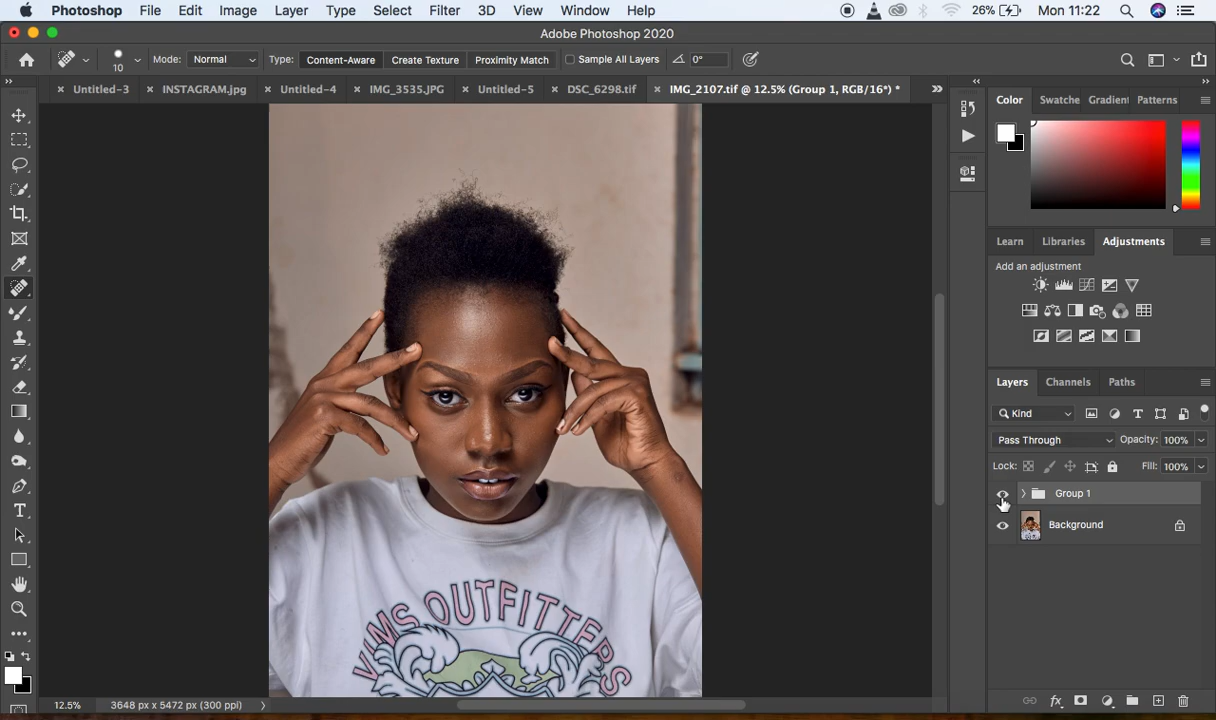 Photoshop File Edit Image Layer Type Select Filter 3D View Window Help 26% Mon 11:22
Adobe Photoshop 2020
10 Mode: Normal Type: Content-Aware Create Texture Proximity Match Sample All Layers 0°
Untitled-3 INSTAGRAM.jpg Untitled-4 IMG_3535.JPG Untitled-5 DSC_6298.tif IMG_2107.tif @ 12.5% (Group 1, RGB/16*) *
Color Swatche Gradien Patterns
Learn Libraries Adjustments
Add an adjustment
Layers Channels Paths
Kind
Pass Through Opacity: 100%
Lock: Fill: 100%
Group 1
Background
VIMS OUTFITTERS
12.5% 3648 px x 5472 px (300 ppi)